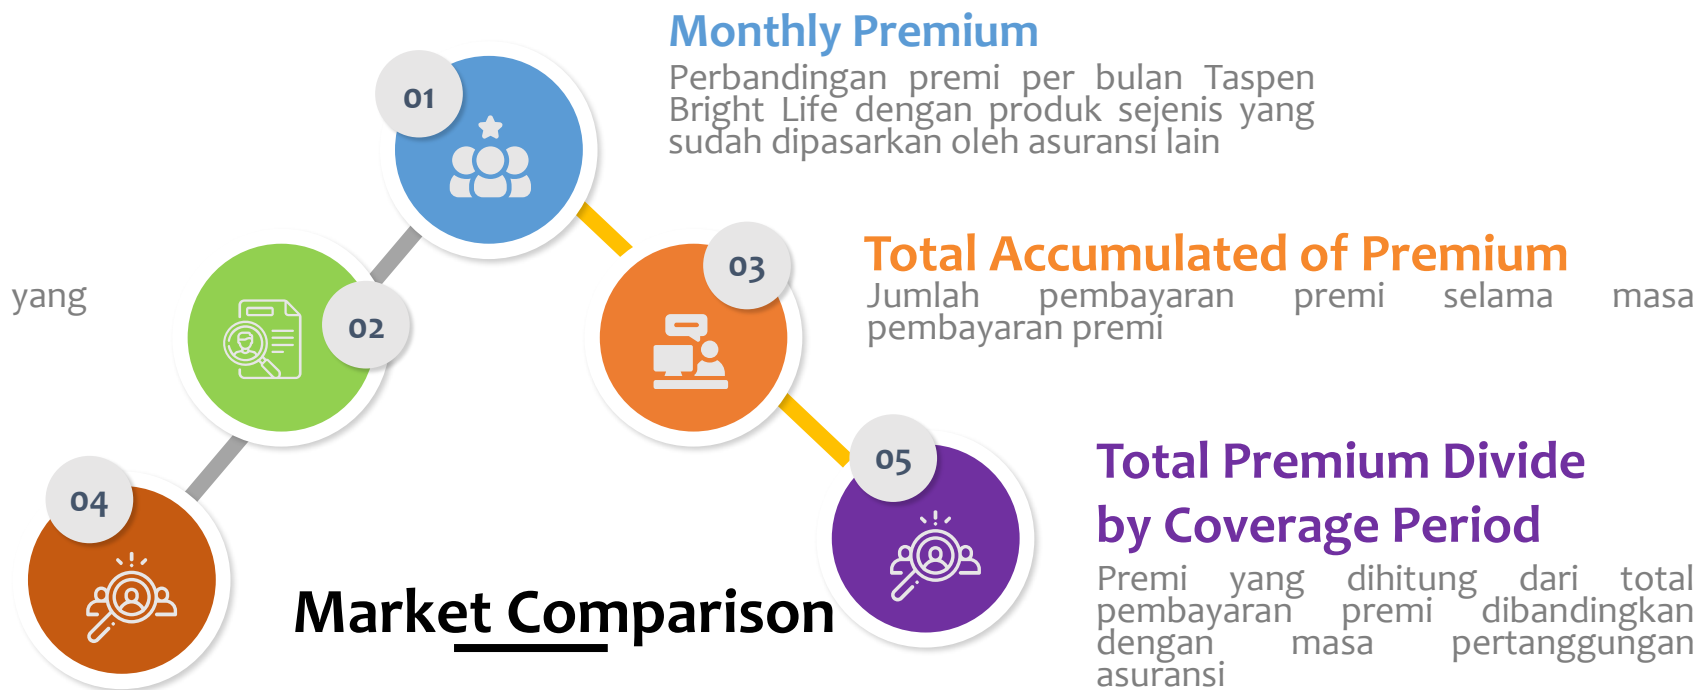 Monthly Premium
Perbandingan premi per bulan Taspen
Bright Life dengan produk sejenis yang
sudah dipasarkan oleh asuransi lain
01
Total Accumulated of Premium
Jumlah pembayaran premi selama masa
pembayaran premi
03
yang
02
Total Premium Divide
by Coverage Period
Premi yang dihitung dari total
pembayaran premi dibandingkan
dengan masa pertanggungan
asuransi
05
04
Market Comparison